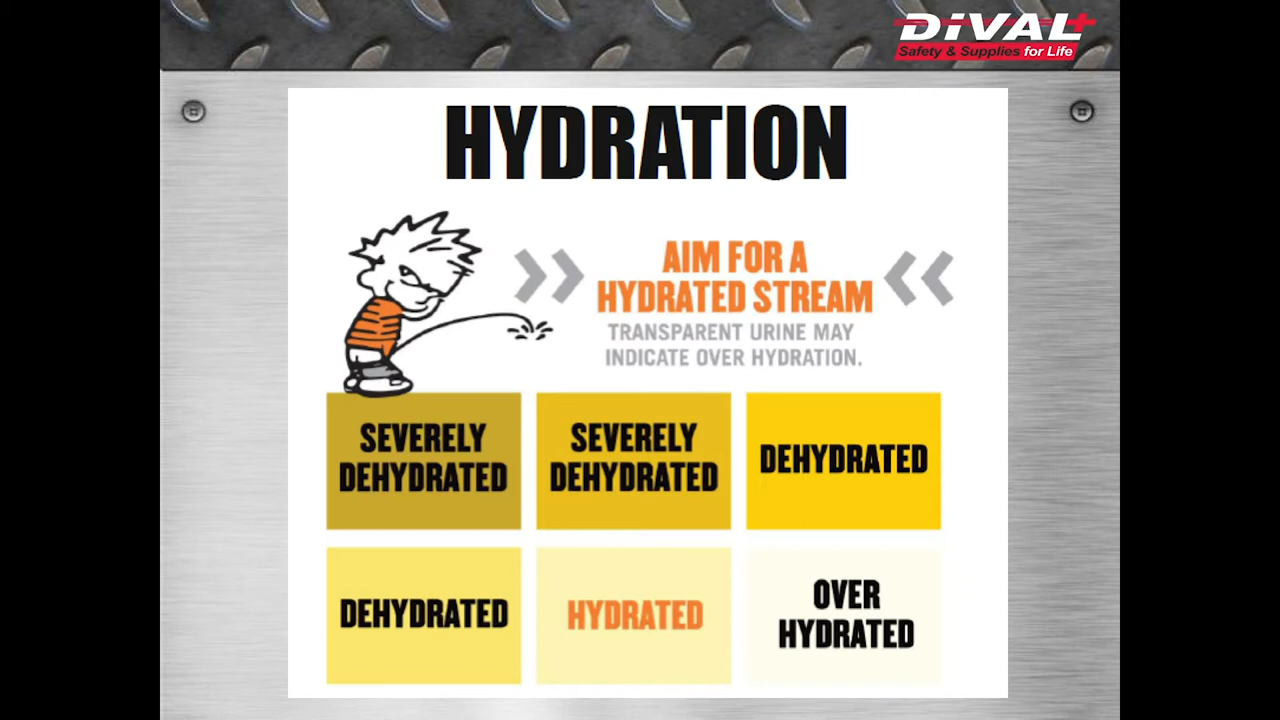 DiVAL
Safety & Supplies for Life
HYDRATION
AIM FOR A
HYDRATED STREAM
TRANSPARENT URINE MAY
INDICATE OVER HYDRATION.
SEVERELY
DEHYDRATED
SEVERELY
DEHYDRATED
DEHYDRATED
DEHYDRATED
HYDRATED
OVER
HYDRATED